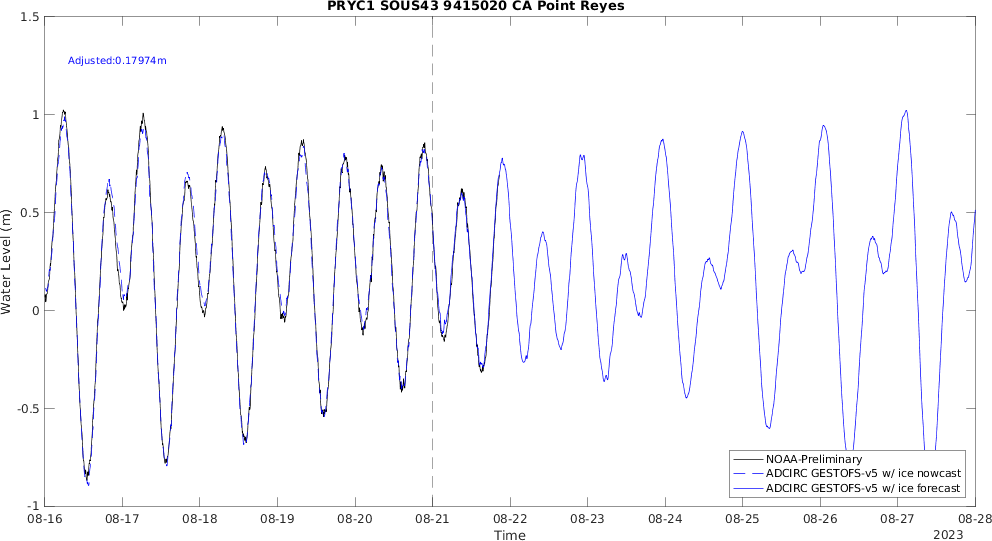 PRYC1 SOUS43 9415020 CA Point Reyes
Adjusted:0.17974m
1.5
1
0.5
0
-0.5
-1
Water Level (m)
NOAA-Preliminary
ADCIRC GESTOFS-v5 w/ ice nowcast
ADCIRC GESTOFS-v5 w/ ice forecast
08-16 08-17 08-18 08-19 08-20 08-21 08-22 08-23 08-24 08-25 08-26 08-27 08-28
Time
2023